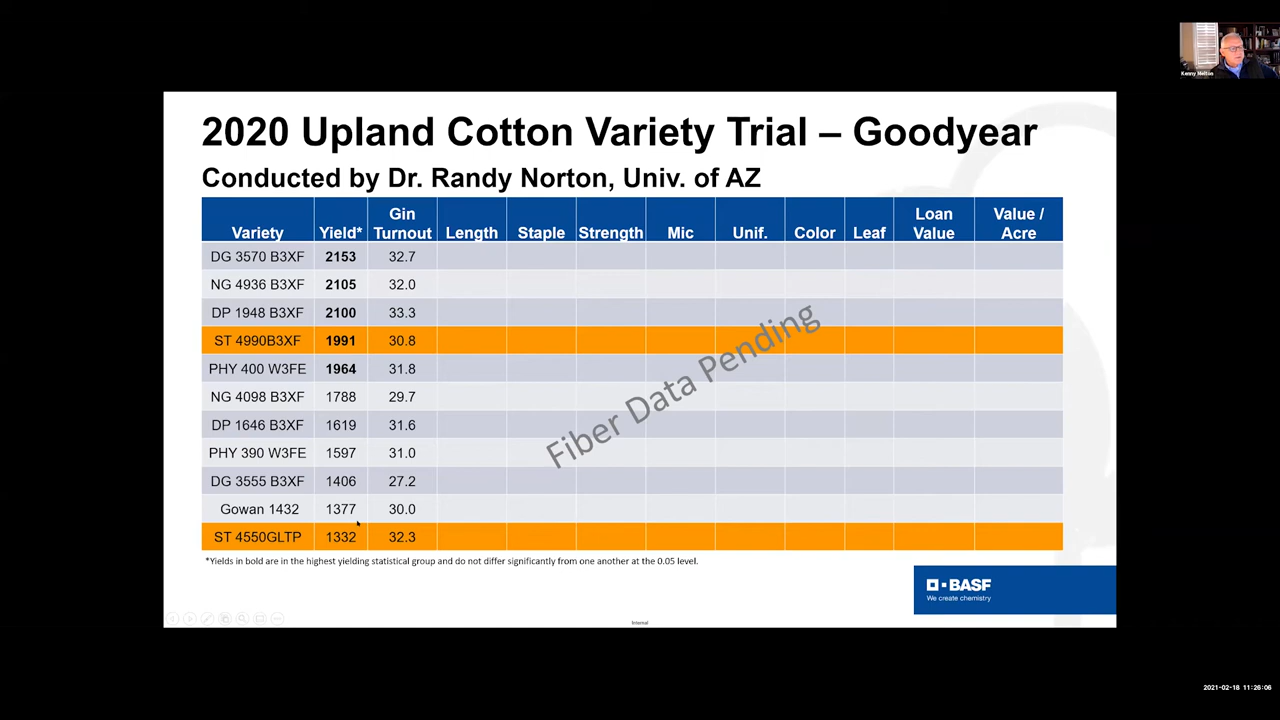 Kenny Melton
2020 Upland Cotton Variety Trial – Goodyear
Conducted by Dr. Randy Norton, Univ. of AZ
Variety Yield* Gin Turnout Length Staple Strength Mic Unif. Color Leaf Loan Value Value / Acre
DG 3570 B3XF 2153 32.7
NG 4936 B3XF 2105 32.0
DP 1948 B3XF 2100 33.3
ST 4990B3XF 1991 30.8
PHY 400 W3FE 1964 31.8
NG 4098 B3XF 1788 29.7
DP 1646 B3XF 1619 31.6
PHY 390 W3FE 1597 31.0
DG 3555 B3XF 1406 27.2
Gowan 1432 1377 30.0
ST 4550GLTP 1332 32.3
Fiber Data Pending
*Yields in bold are in the highest yielding statistical group and do not differ significantly from one another at the 0.05 level.
BASF
We create chemistry
Internal
2021-02-18 11:26:06